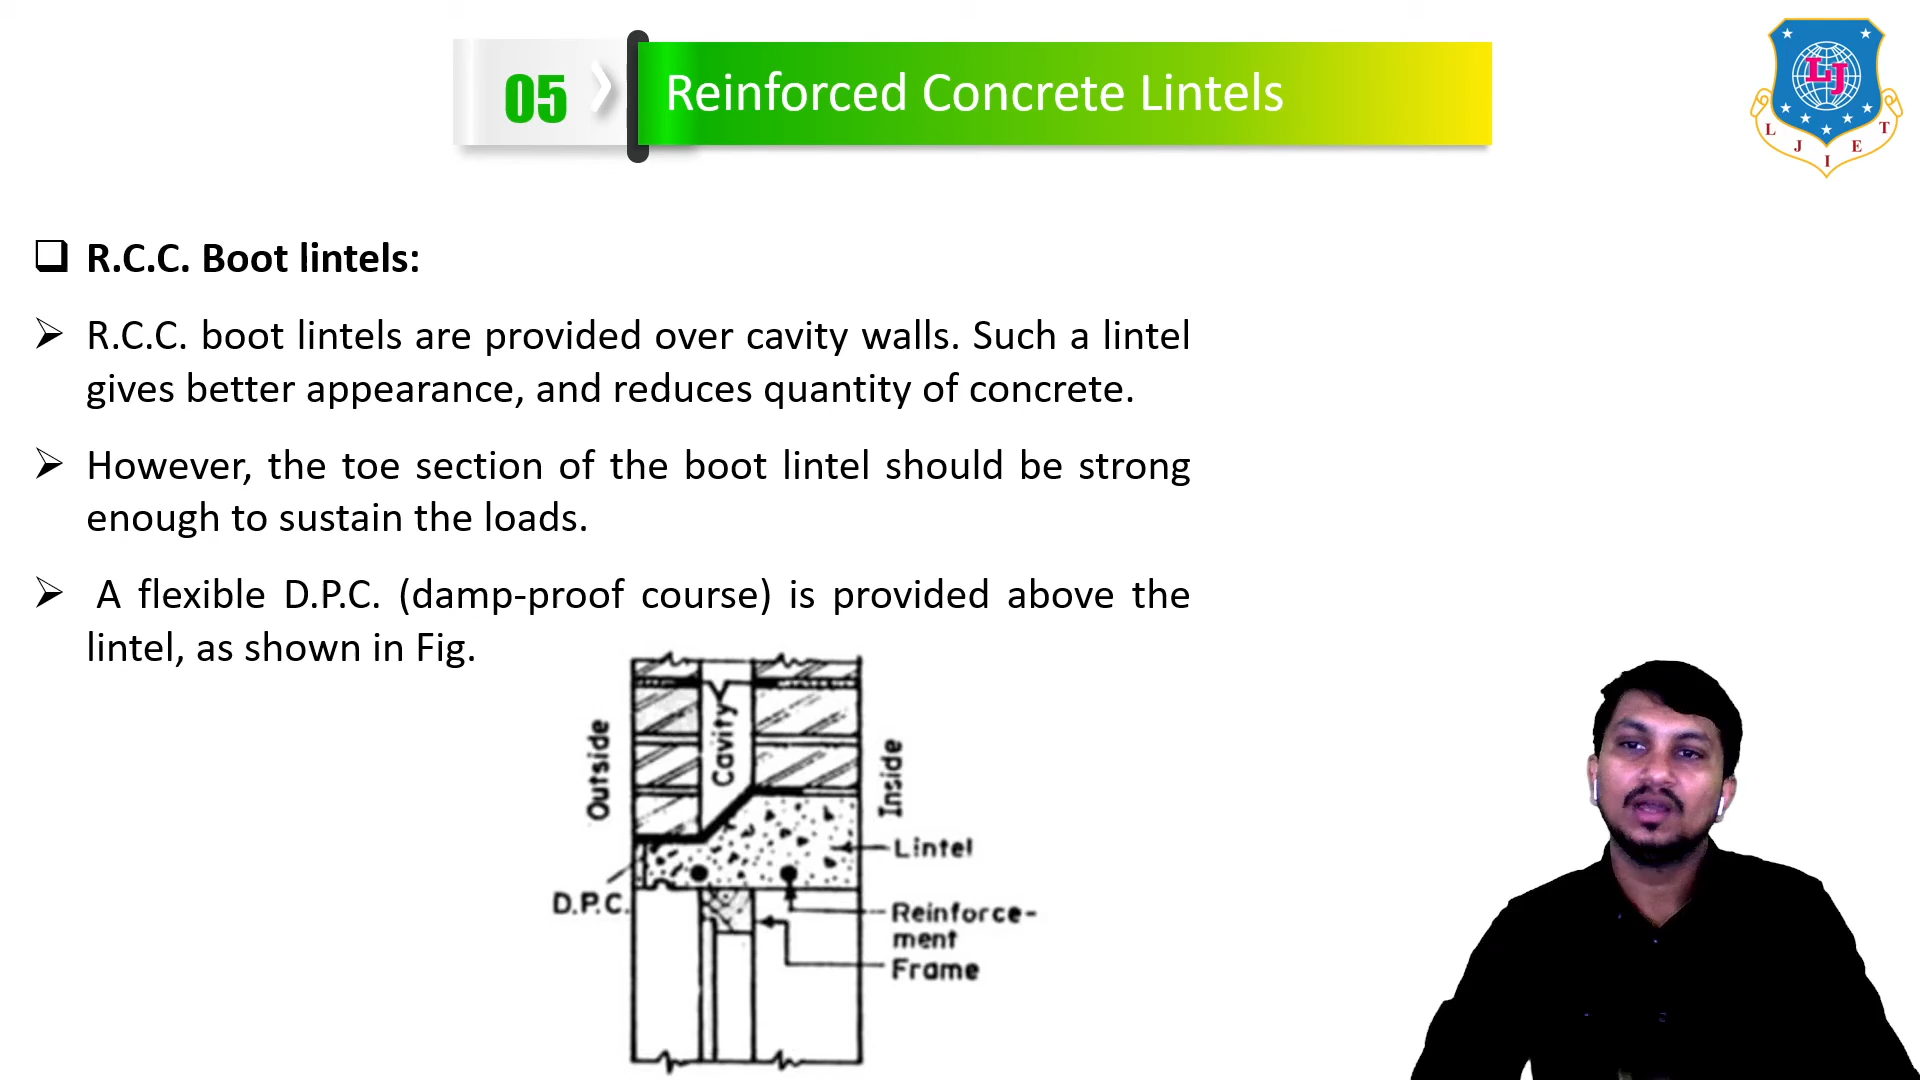 05
Reinforced Concrete Lintels
LJ
L J I E T
R.C.C. Boot lintels:
R.C.C. boot lintels are provided over cavity walls. Such a lintel
gives better appearance, and reduces quantity of concrete.
However, the toe section of the boot lintel should be strong
enough to sustain the loads.
A flexible D.P.C. (damp-proof course) is provided above the
lintel, as shown in Fig.
Outside
Cavity
Inside
Lintel
D.P.C.
Reinforce-
ment
Frame